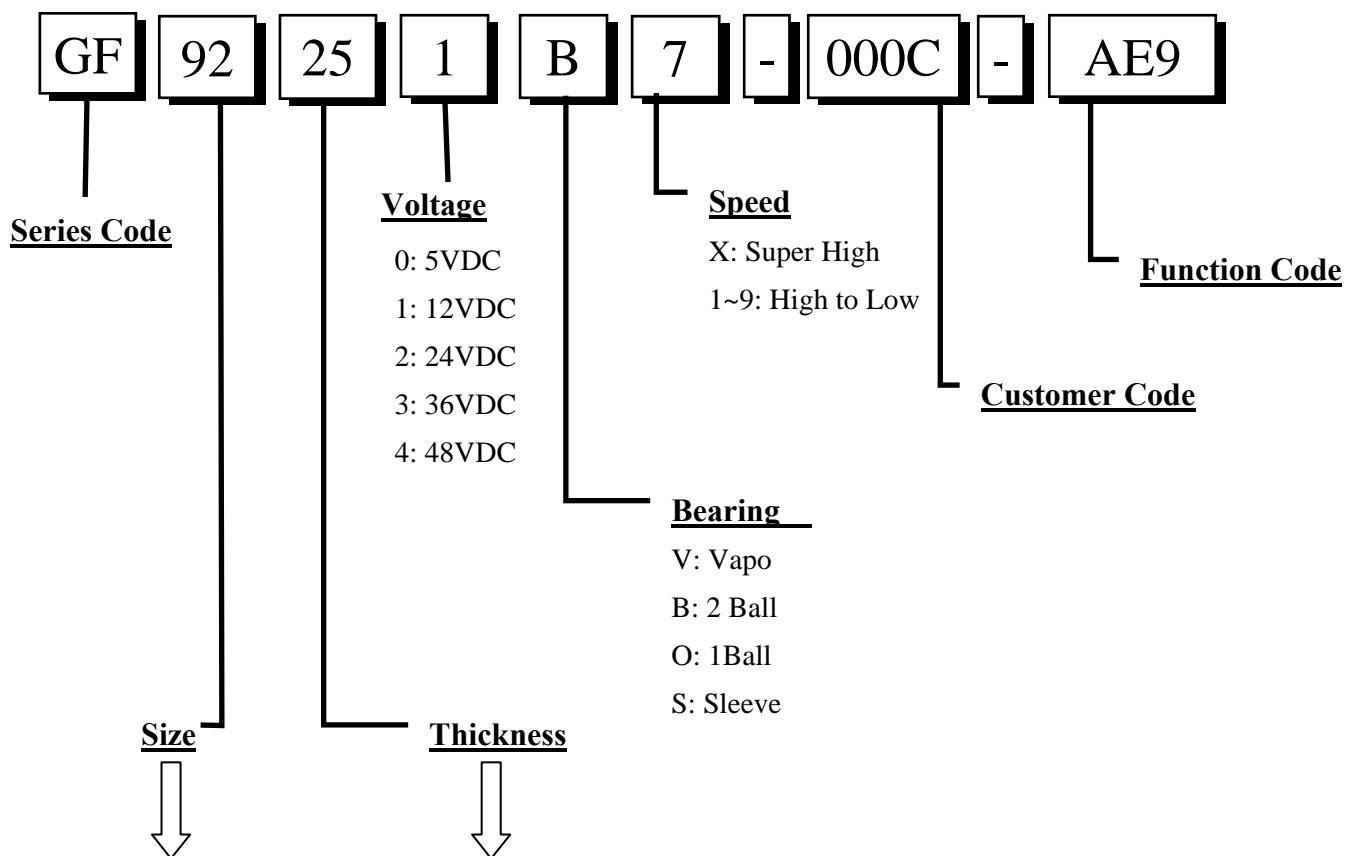 GF 92 25 1 B 7 - 000C - AE9
Series Code
Voltage
0: 5VDC
1: 12VDC
2: 24VDC
3: 36VDC
4: 48VDC
Speed
X: Super High
1~9: High to Low
Function Code
Customer Code
Bearing
V: Vapo
B: 2 Ball
O: 1Ball
S: Sleeve
Size
Thickness